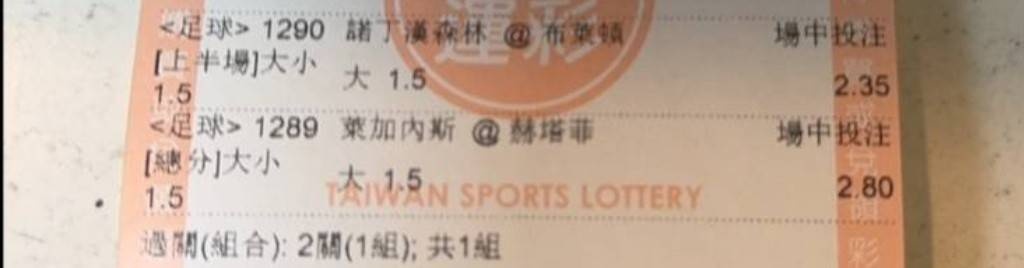 運彩
<足球> 1290 諾丁漢森林 @ 布萊頓 場中投注
[上半場]大小
1.5 大 1.5 2.35
<足球> 1289 萊加內斯 @ 赫塔菲 場中投注
[總分]大小
1.5 大 1.5 2.80
TAIWAN SPORTS LOTTERY
過關(組合): 2關(1組); 共1組
彩